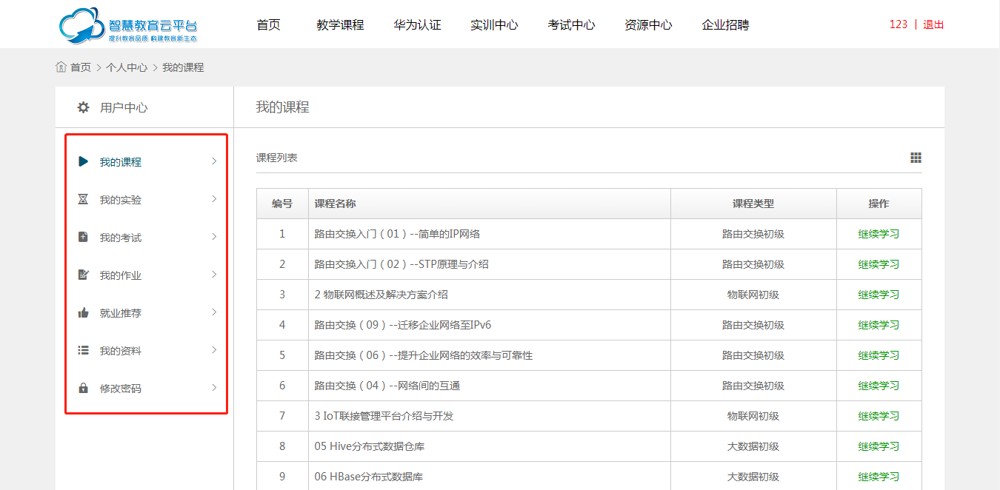 智慧教育云平台
提升教育品质 构建教育新生态
首页 教学课程 华为认证 实训中心 考试中心 资源中心 企业招聘
123 | 退出
首页 > 个人中心 > 我的课程
用户中心
我的课程
我的实验
我的考试
我的作业
就业推荐
我的资料
修改密码
我的课程
课程列表
编号 课程名称 课程类型 操作
1 路由交换入门（01）--简单的IP网络 路由交换初级 继续学习
2 路由交换入门（02）--STP原理与介绍 路由交换初级 继续学习
3 2 物联网概述及解决方案介绍 物联网初级 继续学习
4 路由交换（09）--迁移企业网络至IPv6 路由交换初级 继续学习
5 路由交换（06）--提升企业网络的效率与可靠性 路由交换初级 继续学习
6 路由交换（04）--网络间的互通 路由交换初级 继续学习
7 3 IoT联接管理平台介绍与开发 物联网初级 继续学习
8 05 Hive分布式数据仓库 大数据初级 继续学习
9 06 HBase分布式数据库 大数据初级 继续学习